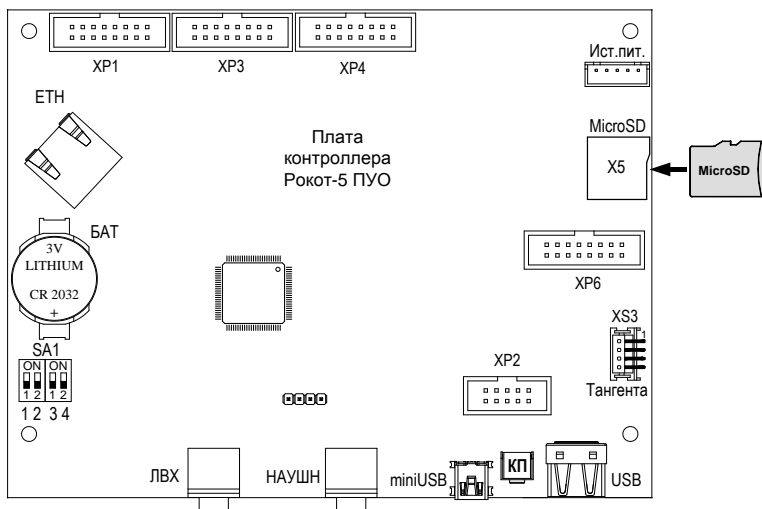 XP1
XP3
XP4
Ист.пит.
ETH
MicroSD
Плата
контроллера
Рокот-5 ПУО
X5
MicroSD
БАТ
3V
LITHIUM
CR 2032
+
XP6
XS3
1
SA1
ON ON
1 2 1 2
1 2 3 4
XP2
Тангента
ЛВХ
НАУШН
miniUSB
КП
USB